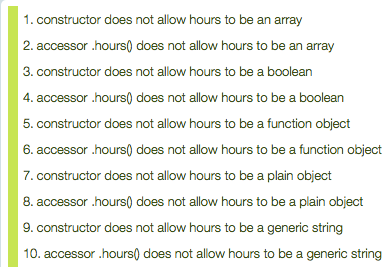 1. constructor does not allow hours to be an array
2. accessor .hours() does not allow hours to be an array
3. constructor does not allow hours to be a boolean
4. accessor .hours() does not allow hours to be a boolean
5. constructor does not allow hours to be a function object
6. accessor .hours() does not allow hours to be a function object
7. constructor does not allow hours to be a plain object
8. accessor .hours() does not allow hours to be a plain object
9. constructor does not allow hours to be a generic string
10. accessor .hours() does not allow hours to be a generic string